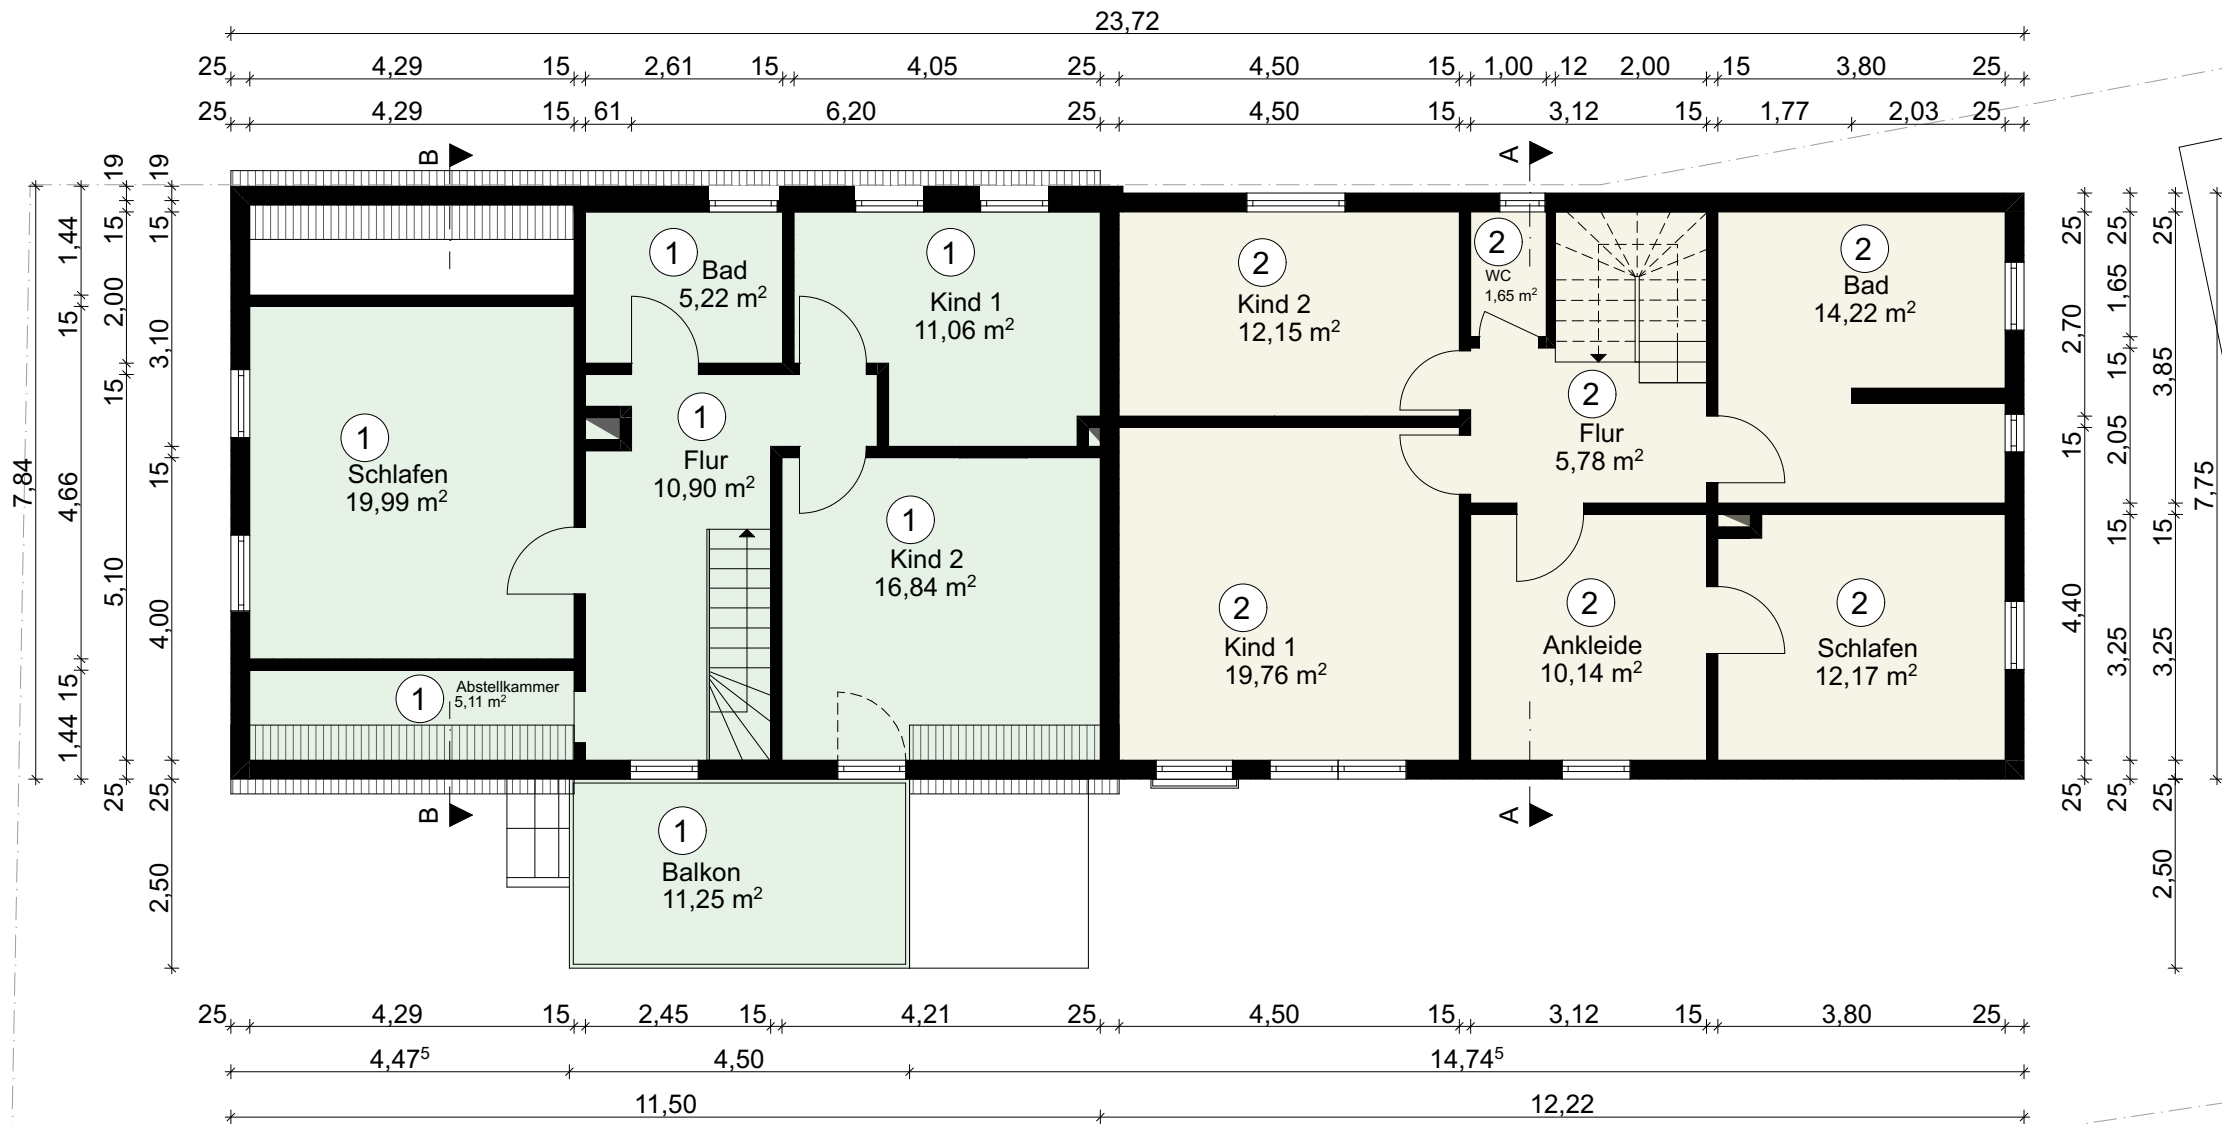 23,72
25 4,29 15 2,61 15 4,05 25 4,50 15 1,00 12 2,00 15 3,80 25
25 4,29 15 61 6,20 25 4,50 15 3,12 15 1,77 2,03 25
B A
7,84
1,44 15 4,66 15 1,44
19 15 2,00 15 5,10 25
19 15 3,10 15 4,00 25 2,50
1
Bad
5,22 m²
1
Kind 1
11,06 m²
2
Kind 2
12,15 m²
2
WC
1,65 m²
2
Bad
14,22 m²
1
Schlafen
19,99 m²
1
Flur
10,90 m²
2
Flur
5,78 m²
1
Kind 2
16,84 m²
2
Kind 1
19,76 m²
2
Ankleide
10,14 m²
2
Schlafen
12,17 m²
1
Abstellkammer
5,11 m²
1
Balkon
11,25 m²
B A
25 2,70 15 4,40 25
25 1,65 15 2,05 15 3,25 25
25 3,85 15 3,25 25 2,50
7,75
25 4,29 15 2,45 15 4,21 25 4,50 15 3,12 15 3,80 25
4,47⁵ 4,50 14,74⁵
11,50 12,22